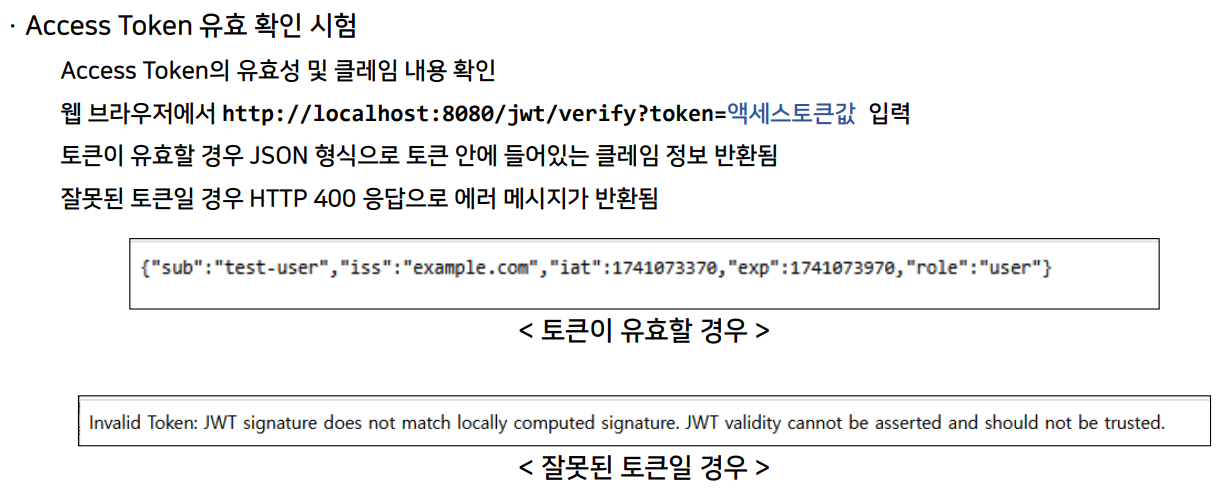 · Access Token 유효 확인 시험
Access Token의 유효성 및 클레임 내용 확인
웹 브라우저에서 http://localhost:8080/jwt/verify?token=액세스토큰값 입력
토큰이 유효할 경우 JSON 형식으로 토큰 안에 들어있는 클레임 정보 반환됨
잘못된 토큰일 경우 HTTP 400 응답으로 에러 메시지가 반환됨
{"sub":"test-user","iss":"example.com","iat":1741073370,"exp":1741073970,"role":"user"}
< 토큰이 유효할 경우 >
Invalid Token: JWT signature does not match locally computed signature. JWT validity cannot be asserted and should not be trusted.
< 잘못된 토큰일 경우 >